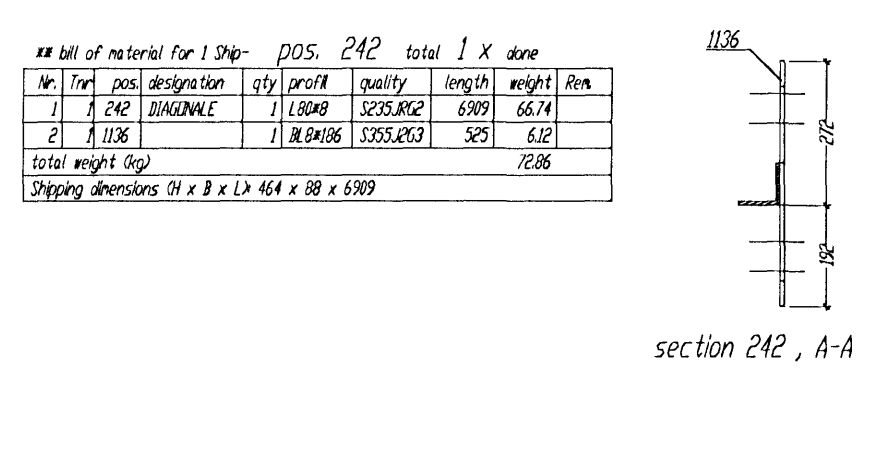 ** bill of material for 1 Ship- pos. 242 total 1 x done
Nr. Tnr pos. designation qty profil quality length weight Rem.
1 1 242 DIAGONALE 1 L80*8 S235JRG2 6909 66.74
2 1 1136 1 BL8*186 S355J2G3 525 6.12
total weight (kg) 72.86
Shipping dimensions (H x B x L): 464 x 88 x 6909
1136
272
192
section 242 , A-A